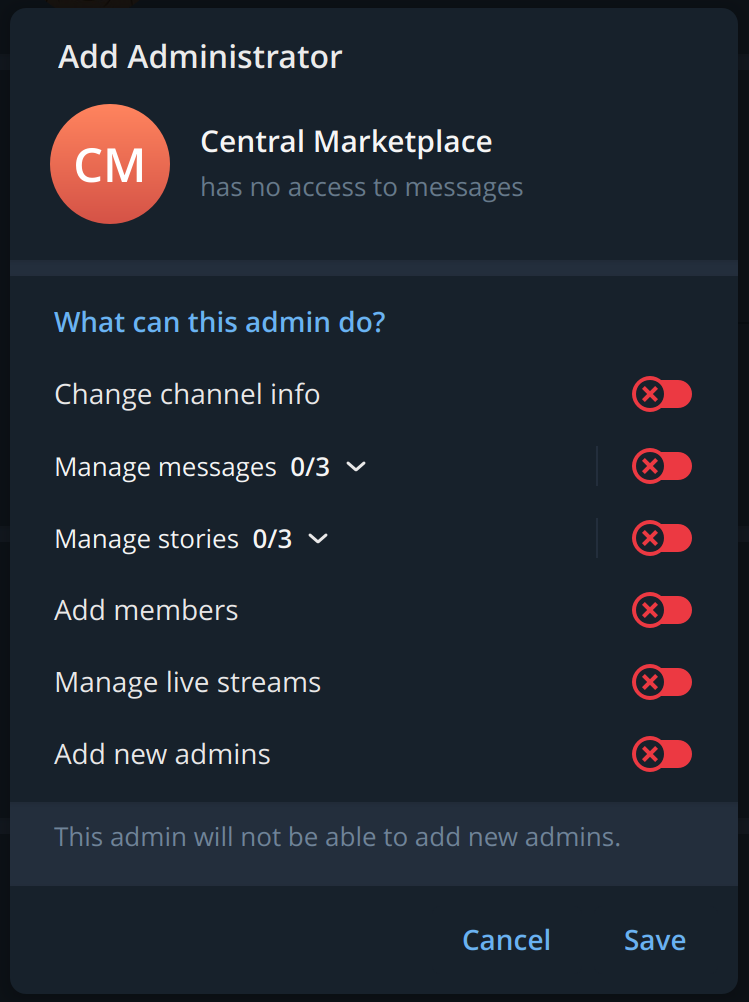 Add Administrator
CM
Central Marketplace
has no access to messages
What can this admin do?
Change channel info
Manage messages 0/3
Manage stories 0/3
Add members
Manage live streams
Add new admins
This admin will not be able to add new admins.
Cancel Save